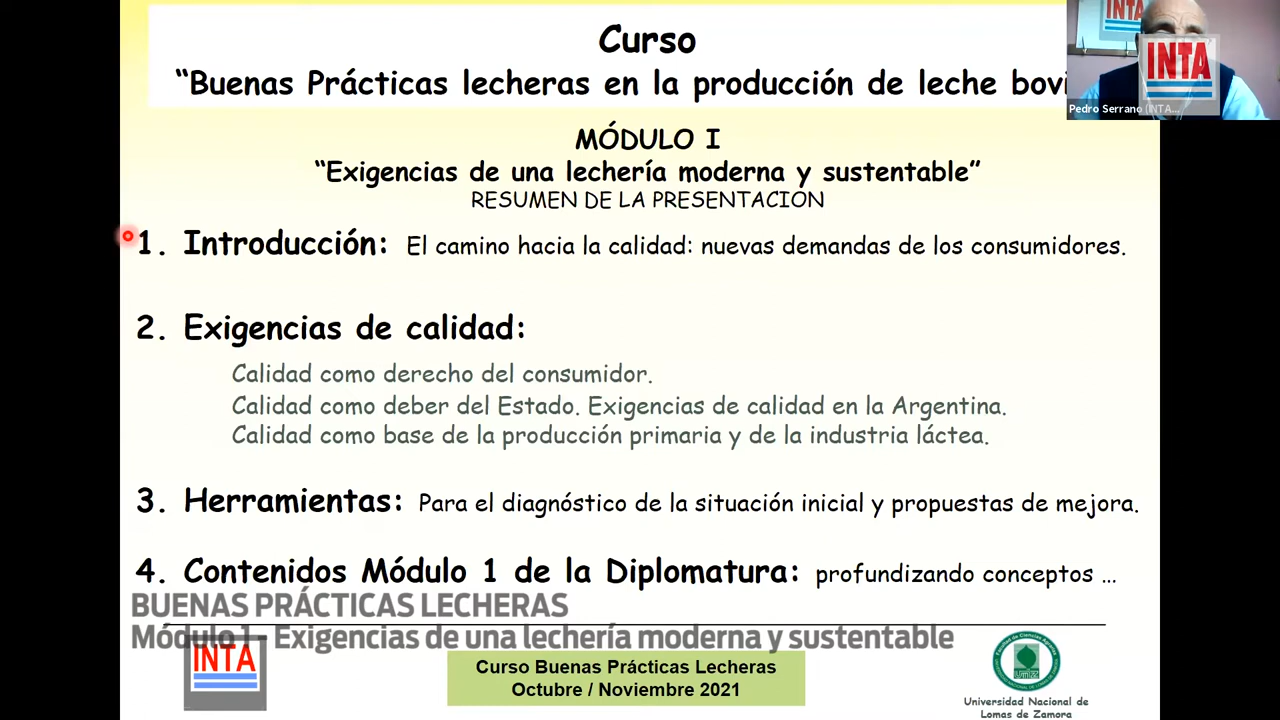 Curso
“Buenas Prácticas lecheras en la producción de leche
MÓDULO I
“Exigencias de una lechería moderna y sustentable”
RESUMEN DE LA PRESENTACION
1. Introducción: El camino hacia la calidad: nuevas demandas de los consumidores.
2. Exigencias de calidad:
Calidad como derecho del consumidor.
Calidad como deber del Estado. Exigencias de calidad en la Argentina.
Calidad como base de la producción primaria y de la industria láctea.
3. Herramientas: Para el diagnóstico de la situación inicial y propuestas de mejora.
4. Contenidos Módulo 1 de la Diplomatura: profundizando conceptos ...
BUENAS PRÁCTICAS LECHERAS
Módulo 1 - Exigencias de una lechería moderna y sustentable
INTA
Curso Buenas Prácticas Lecheras
Octubre / Noviembre 2021
Universidad Nacional de
Lomas de Zamora
INTA
INTA
Pedro Serrano (INTA...